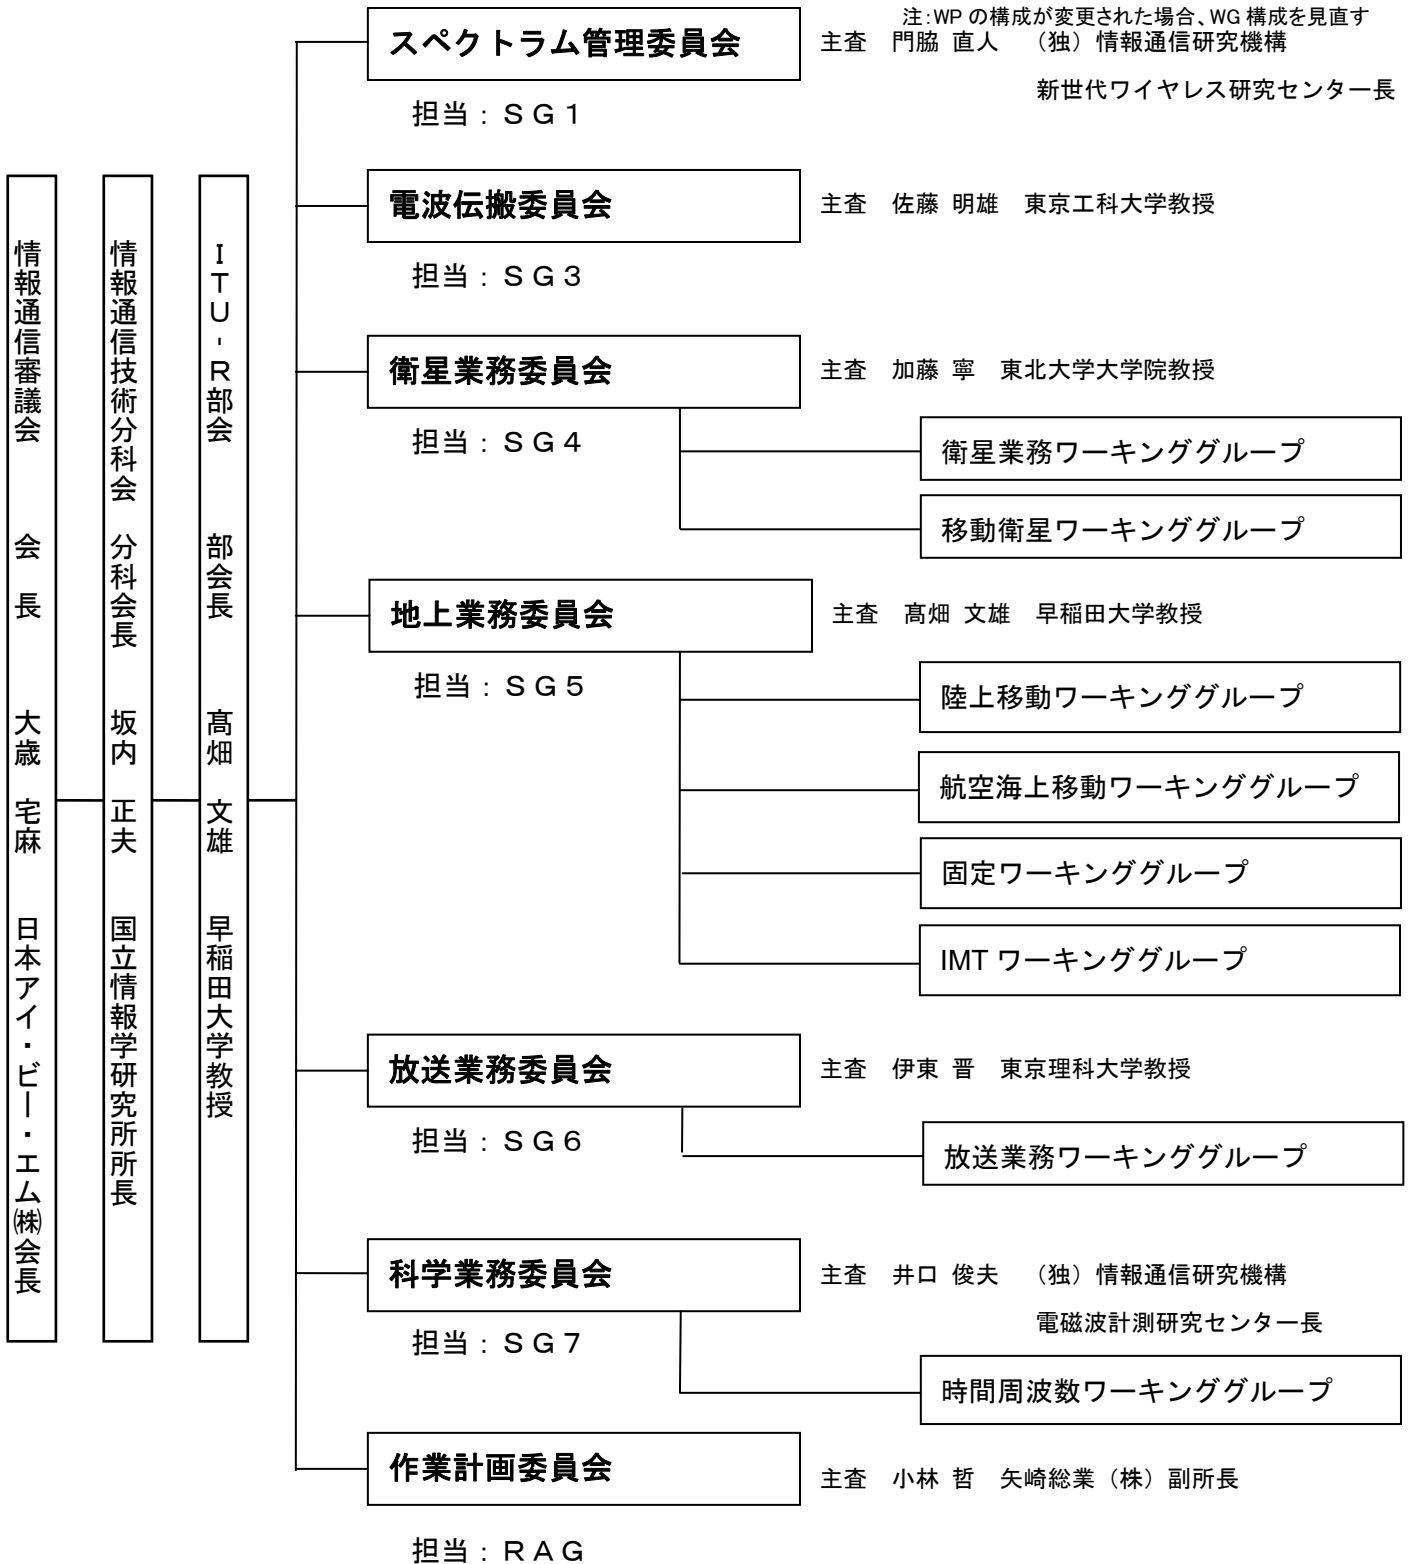 注:WP の構成が変更された場合、WG 構成を見直す
スペクトラム管理委員会
主査 門脇 直人 （独）情報通信研究機構
新世代ワイヤレス研究センター長
担当：ＳＧ１
電波伝搬委員会
主査 佐藤 明雄 東京工科大学教授
担当：ＳＧ３
衛星業務委員会
主査 加藤 寧 東北大学大学院教授
担当：ＳＧ４
衛星業務ワーキンググループ
移動衛星ワーキンググループ
地上業務委員会
主査 髙畑 文雄 早稲田大学教授
担当：ＳＧ５
陸上移動ワーキンググループ
航空海上移動ワーキンググループ
固定ワーキンググループ
IMT ワーキンググループ
放送業務委員会
主査 伊東 晋 東京理科大学教授
担当：ＳＧ６
放送業務ワーキンググループ
科学業務委員会
主査 井口 俊夫 （独）情報通信研究機構
電磁波計測研究センター長
担当：ＳＧ７
時間周波数ワーキンググループ
作業計画委員会
主査 小林 哲 矢崎総業（株）副所長
担当：ＲＡＧ
情報通信審議会 会長 大歳 宅麻 日本アイ・ビー・エム㈱会長
情報通信技術分科会 分科会長 坂内 正夫 国立情報学研究所所長
ＩＴＵ-Ｒ部会 部会長 髙畑 文雄 早稲田大学教授